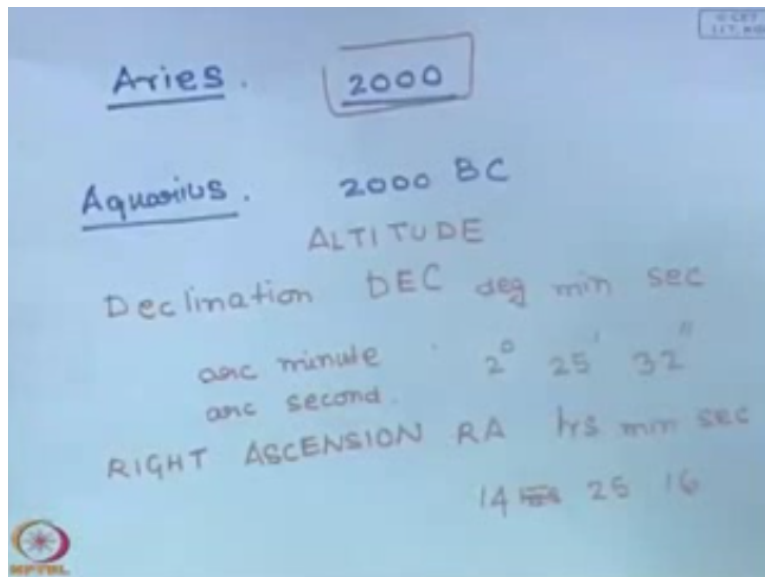 Aries. 2000
Aquarius. 2000 BC
ALTITUDE
Declination DEC deg min sec
arc minute 2° 25' 32"
arc second.
RIGHT ASCENSION RA hrs min sec
14 25 16
NPTEL